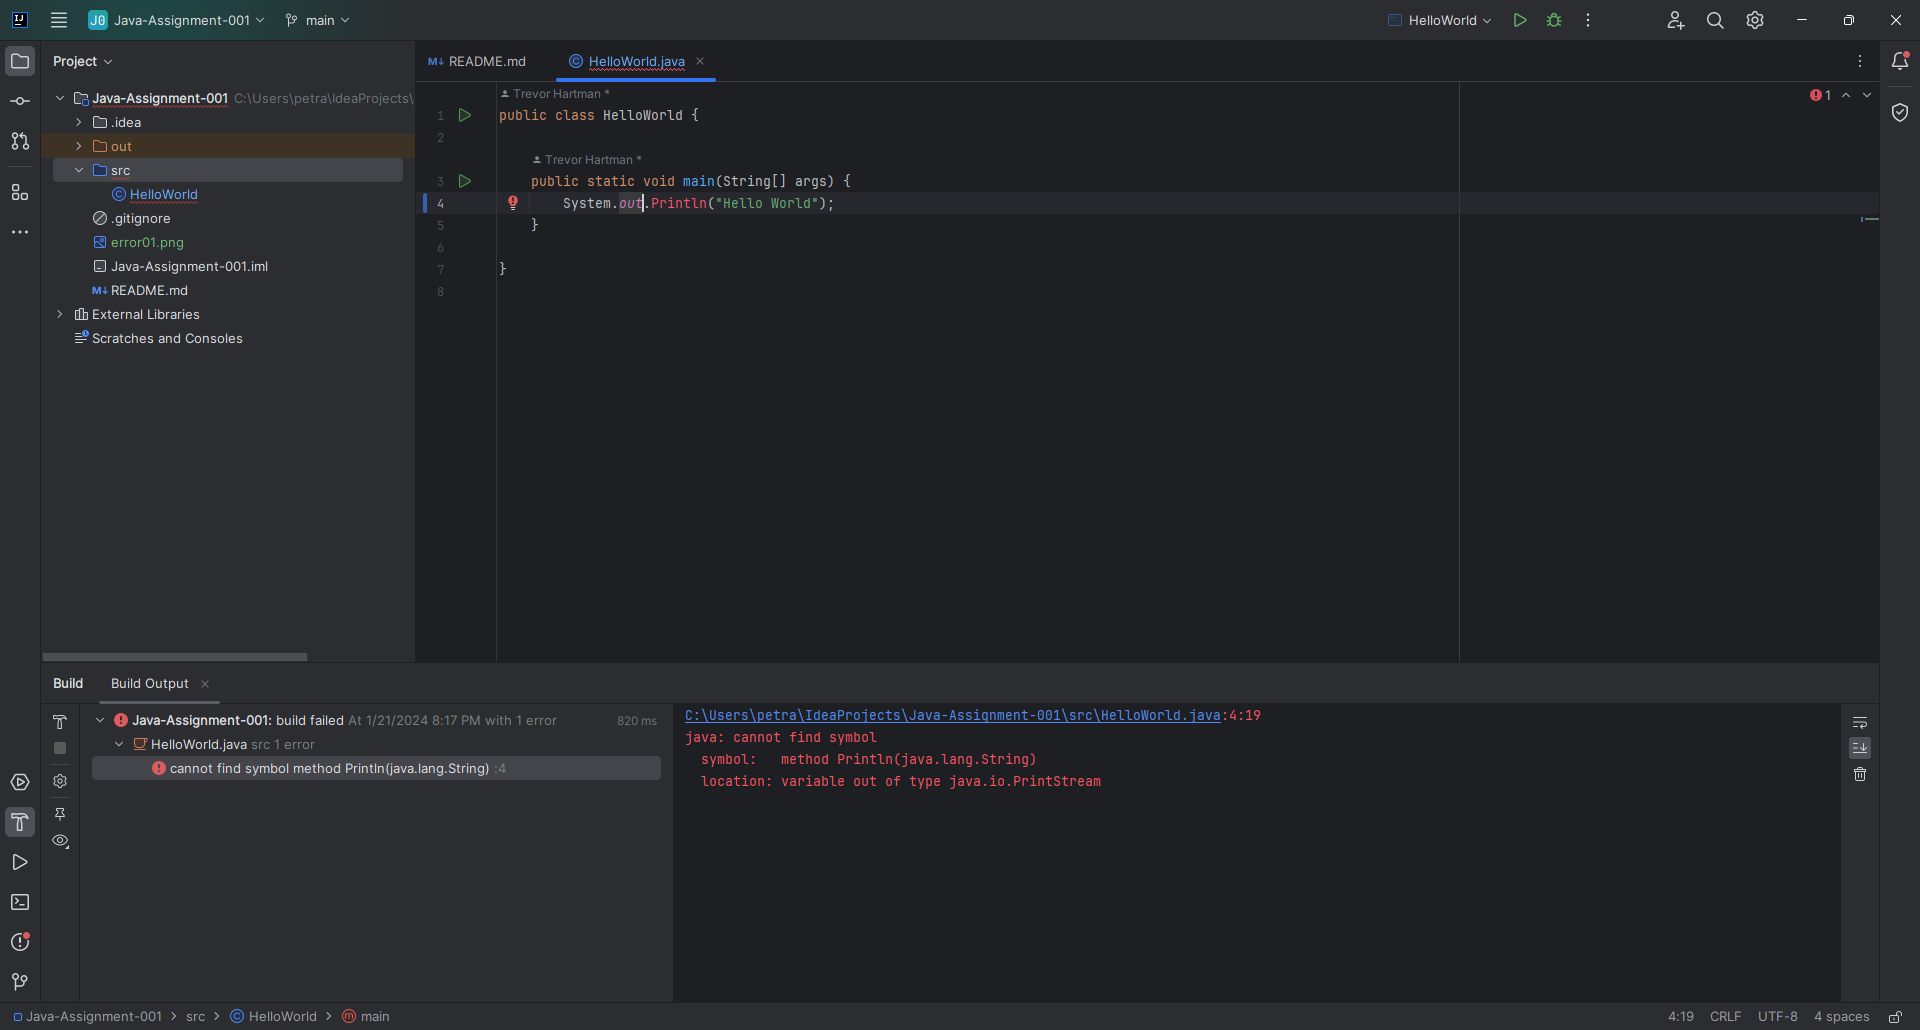 IJ
J0 Java-Assignment-001 main HelloWorld
Project
README.md HelloWorld.java
Java-Assignment-001 C:\Users\petra\IdeaProjects\
.idea
out
src
HelloWorld
.gitignore
error01.png
Java-Assignment-001.iml
M↓ README.md
External Libraries
Scratches and Consoles
Trevor Hartman *
1 public class HelloWorld {
2
Trevor Hartman *
3 public static void main(String[] args) {
4 System.out.Println("Hello World");
5 }
6
7 }
8
1
Build Build Output
Java-Assignment-001: build failed At 1/21/2024 8:17 PM with 1 error 820 ms
HelloWorld.java src 1 error
cannot find symbol method Println(java.lang.String) :4
C:\Users\petra\IdeaProjects\Java-Assignment-001\src\HelloWorld.java:4:19
java: cannot find symbol
symbol: method Println(java.lang.String)
location: variable out of type java.io.PrintStream
Java-Assignment-001 > src > HelloWorld > main 4:19 CRLF UTF-8 4 spaces